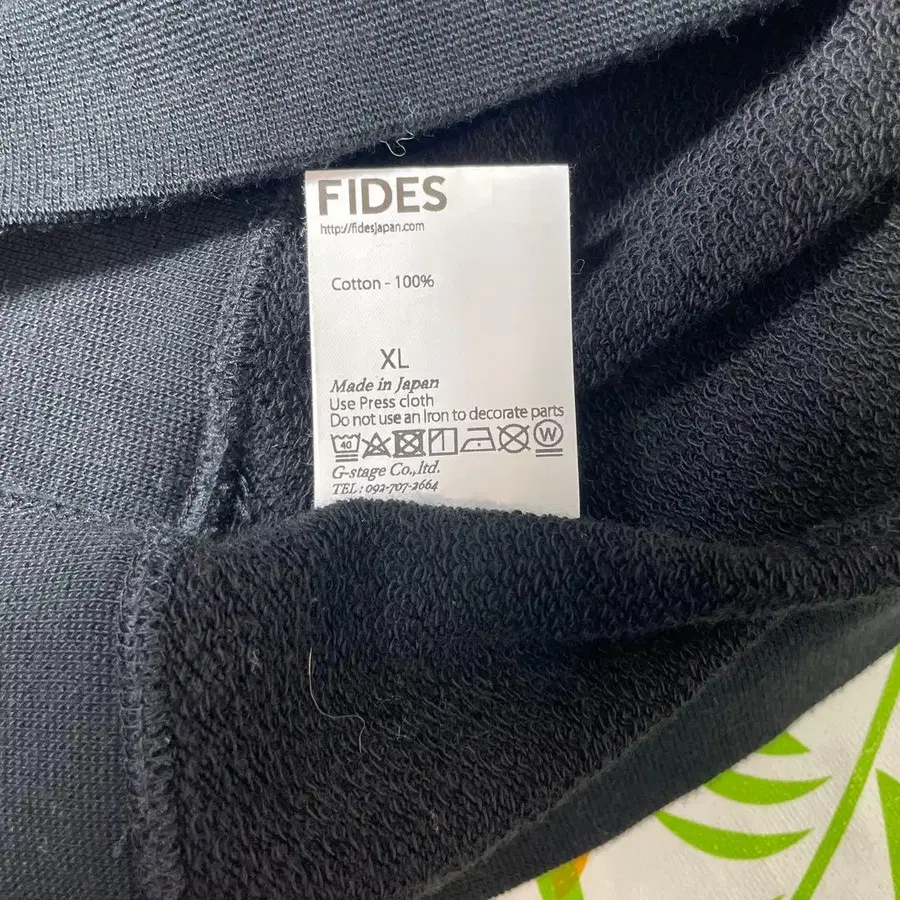 FIDES
http://fidesjapan.com
Cotton - 100%
XL
Made in Japan
Use Press cloth
Do not use an Iron to decorate parts
40 W
G-stage Co.,ltd.
TEL : 092-707-2664